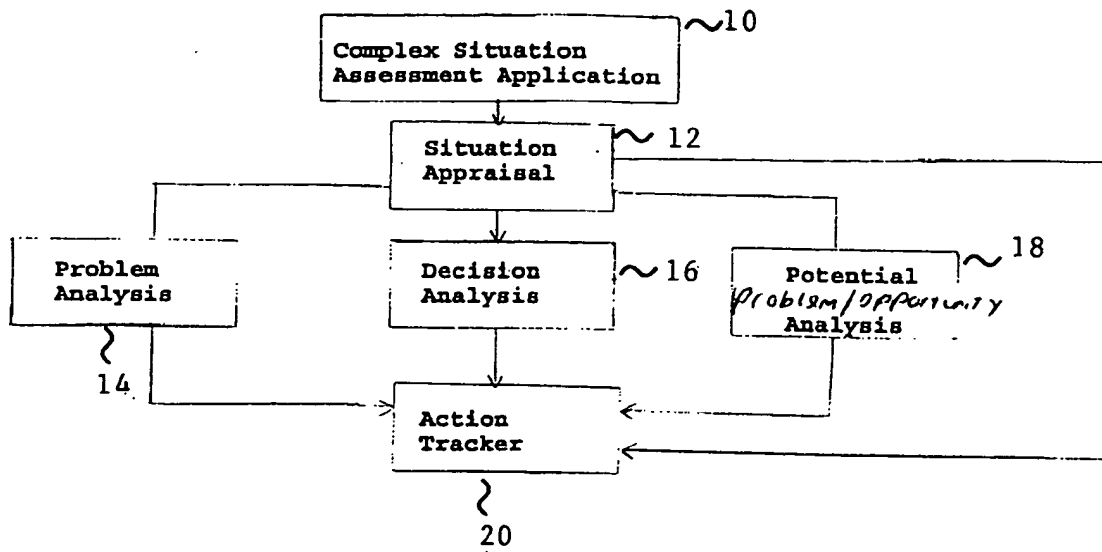 10
Complex Situation
Assessment Application
12
Situation
Appraisal
Problem
Analysis
14
Decision
Analysis
16
18
Potential
Problem/Opportunity
Analysis
Action
Tracker
20